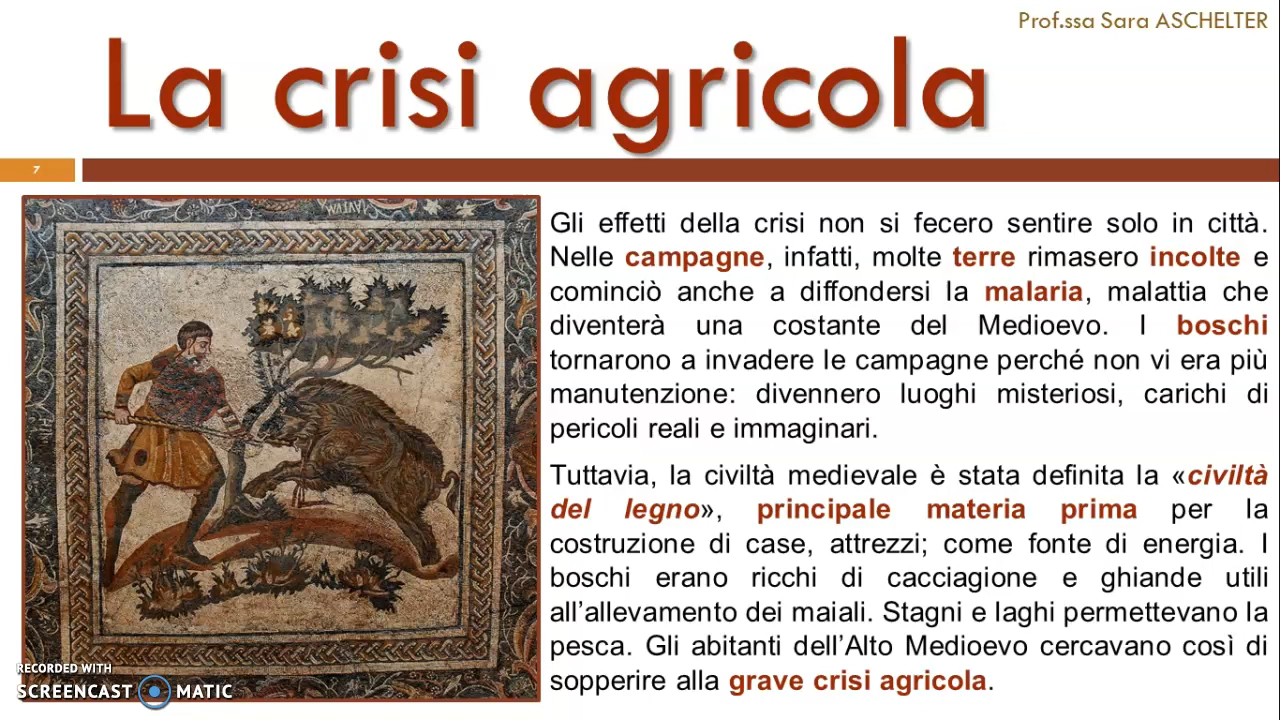 Prof.ssa Sara ASCHELTER
La crisi agricola
7
Gli effetti della crisi non si fecero sentire solo in città.
Nelle campagne, infatti, molte terre rimasero incolte e
cominciò anche a diffondersi la malaria, malattia che
diventerà una costante del Medioevo. I boschi
tornarono a invadere le campagne perché non vi era più
manutenzione: divennero luoghi misteriosi, carichi di
pericoli reali e immaginari.
Tuttavia, la civiltà medievale è stata definita la «civiltà
del legno», principale materia prima per la
costruzione di case, attrezzi; come fonte di energia. I
boschi erano ricchi di cacciagione e ghiande utili
all'allevamento dei maiali. Stagni e laghi permettevano la
pesca. Gli abitanti dell'Alto Medioevo cercavano così di
sopperire alla grave crisi agricola.
RECORDED WITH
SCREENCAST MATIC